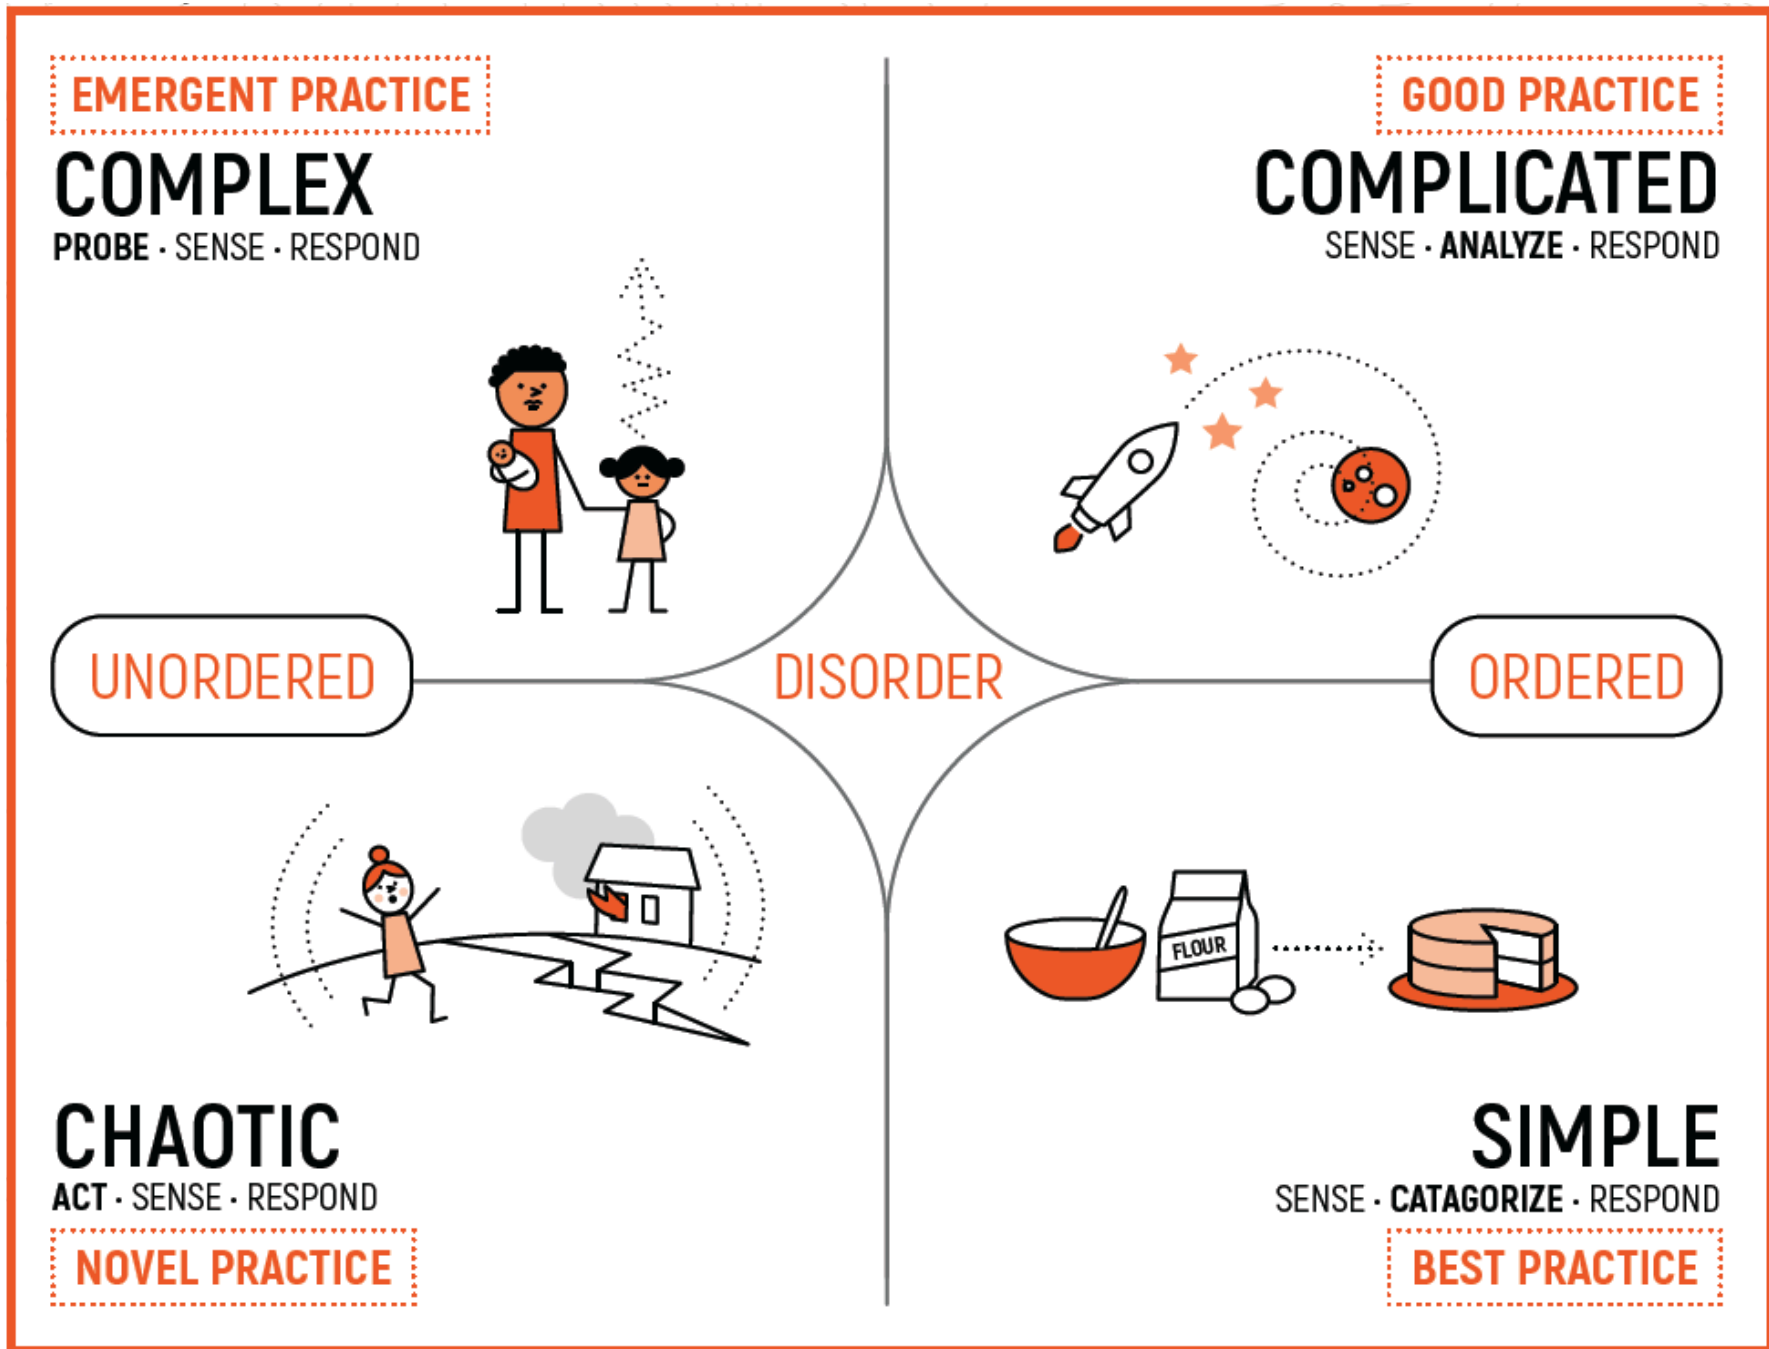 EMERGENT PRACTICE
COMPLEX
PROBE · SENSE · RESPOND
GOOD PRACTICE
COMPLICATED
SENSE · ANALYZE · RESPOND
UNORDERED
DISORDER
ORDERED
FLOUR
CHAOTIC
ACT · SENSE · RESPOND
NOVEL PRACTICE
SIMPLE
SENSE · CATAGORIZE · RESPOND
BEST PRACTICE